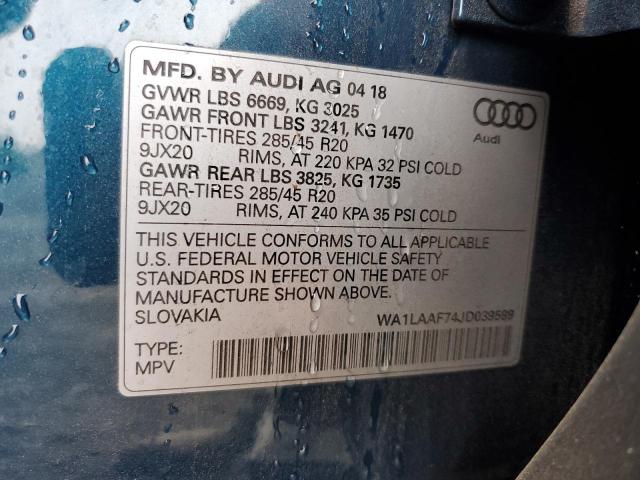 MFD. BY AUDI AG 04 18
GVWR LBS 6669, KG 3025
GAWR FRONT LBS 3241, KG 1470
FRONT-TIRES 285/45 R20
9JX20 RIMS, AT 220 KPA 32 PSI COLD
GAWR REAR LBS 3825, KG 1735
REAR-TIRES 285/45 R20
9JX20 RIMS, AT 240 KPA 35 PSI COLD
Audi
THIS VEHICLE CONFORMS TO ALL APPLICABLE
U.S. FEDERAL MOTOR VEHICLE SAFETY
STANDARDS IN EFFECT ON THE DATE OF
MANUFACTURE SHOWN ABOVE.
SLOVAKIA WA1LAAF74JD039589
TYPE:
MPV